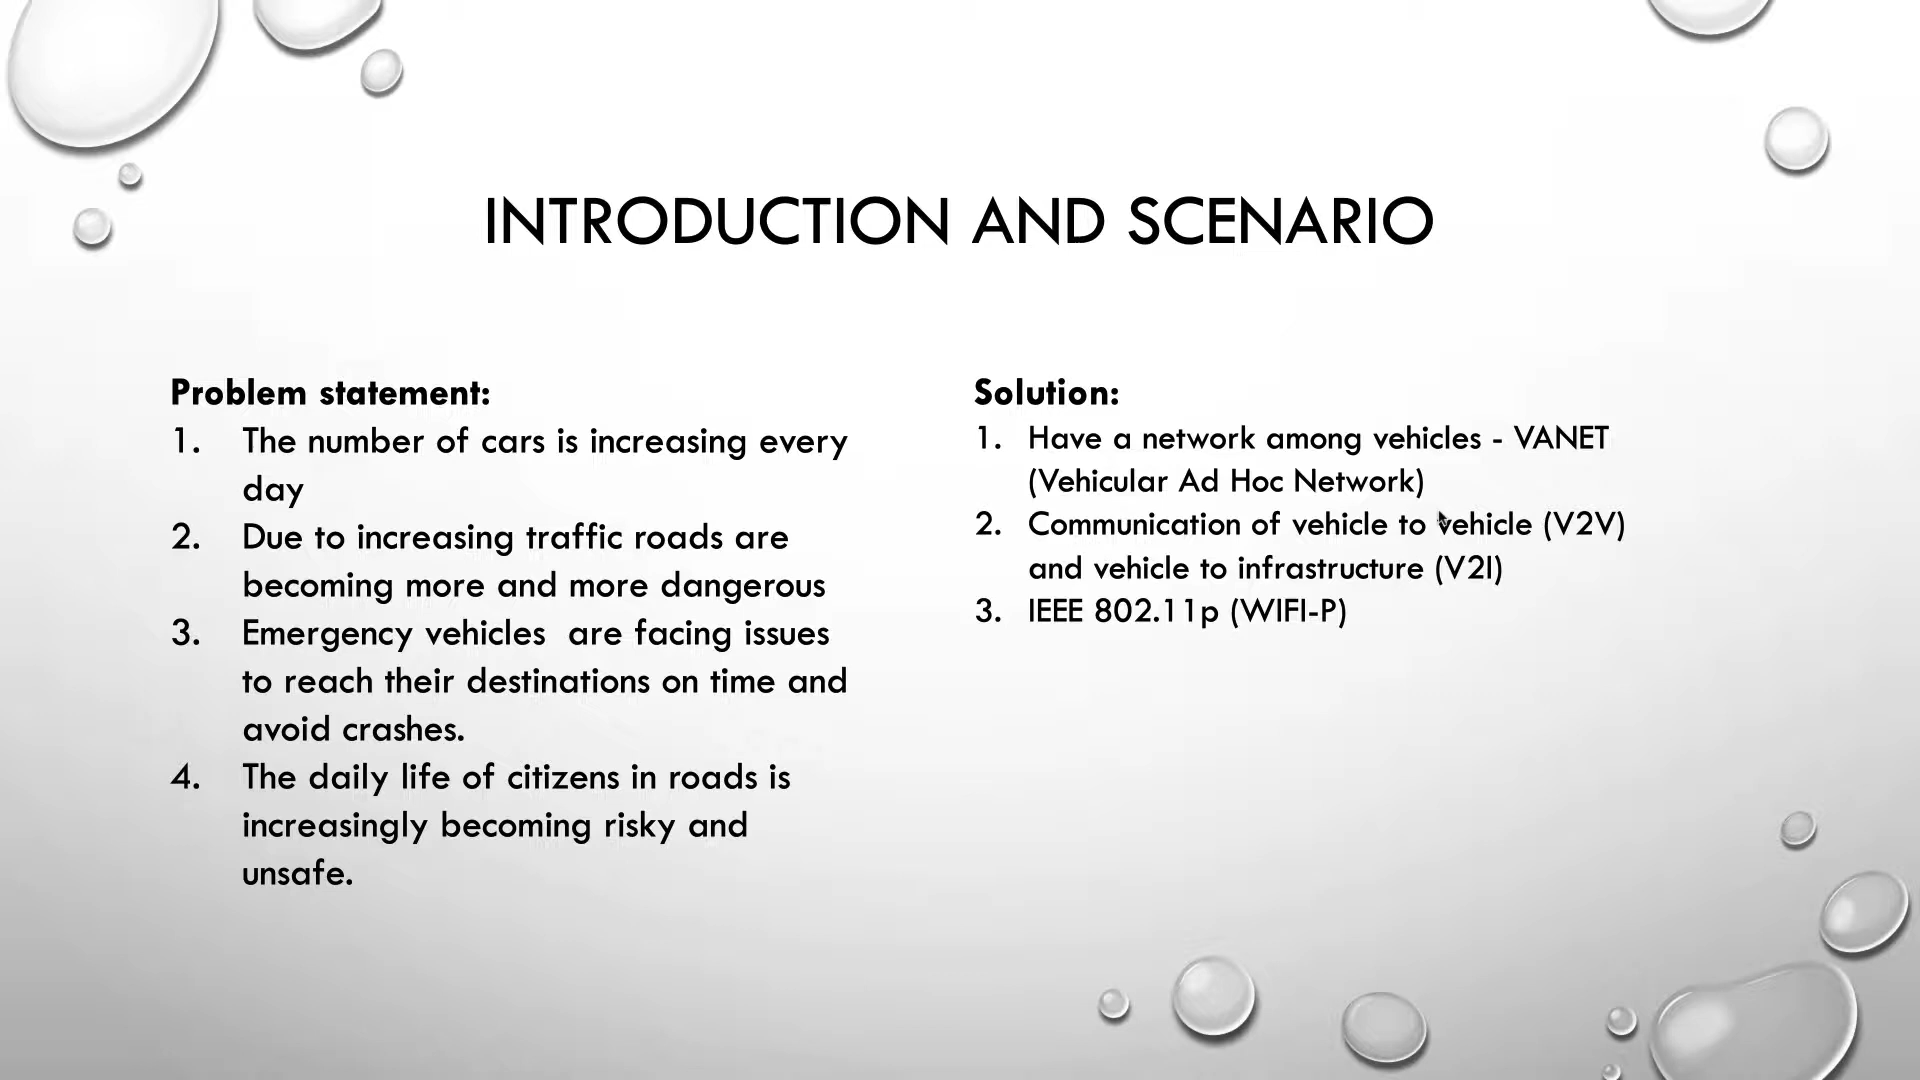 INTRODUCTION AND SCENARIO
Problem statement:
1. The number of cars is increasing every
day
2. Due to increasing traffic roads are
becoming more and more dangerous
3. Emergency vehicles  are facing issues
to reach their destinations on time and
avoid crashes.
4. The daily life of citizens in roads is
increasingly becoming risky and
unsafe.
Solution:
1. Have a network among vehicles - VANET
(Vehicular Ad Hoc Network)
2. Communication of vehicle to vehicle (V2V)
and vehicle to infrastructure (V2I)
3. IEEE 802.11p (WIFI-P)